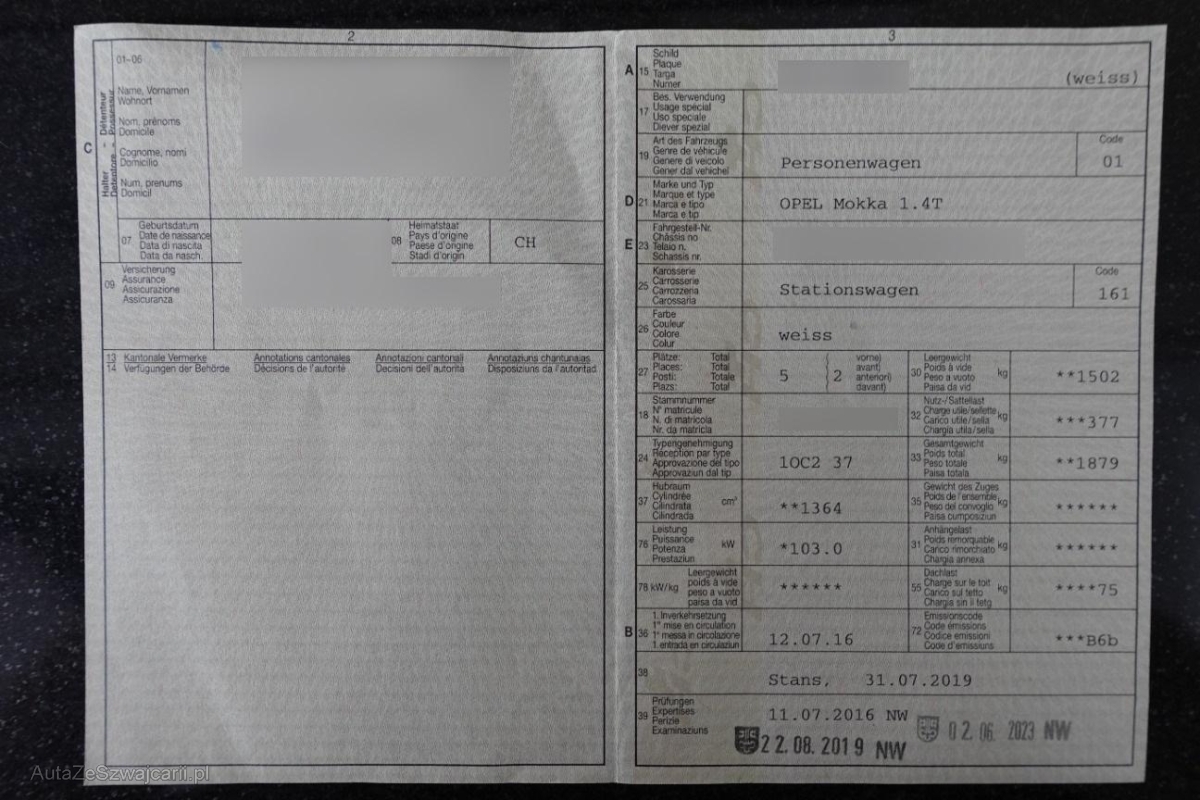 2
01-06
C
Halter - Détenteur
Detentore - Possessur
Name, Vornamen
Wohnort
Nom, prénoms
Domicile
Cognome, nomi
Domicilio
Num, prenums
Domicil
07
Geburtsdatum
Date de naissance
Data di nascita
Data da nasch.
08
Heimatstaat
Pays d'origine
Paese d'origine
Stadi d'origin
CH
09
Versicherung
Assurance
Assicurazione
Assicuranza
13 Kantonale Vermerke Annotations cantonales Annotazioni cantonali Annotaziuns chantunalas
14 Verfügungen der Behörde Décisions de l'autorité Decisioni dell'autorità Disposiziuns da l'autoritad
3
A 15
Schild
Plaque
Targa
Numer
(weiss)
17
Bes. Verwendung
Usage spécial
Uso speciale
Diever spezial
19
Art des Fahrzeugs
Genre de véhicule
Genere di veicolo
Gener dal vehichel
Personenwagen
Code
01
D 21
Marke und Typ
Marque et type
Marca e tipo
Marca e tip
OPEL Mokka 1.4T
E 23
Fahrgestell-Nr.
Châssis no
Telaio n.
Schassis nr.
25
Karosserie
Carrosserie
Carrozzeria
Carossaria
Stationswagen
Code
161
26
Farbe
Couleur
Colore
Colur
weiss
27
Plätze: Total
Places: Total
Posti: Totale
Plazs: Total
5 2
vorne)
avant)
anteriori)
davant)
30
Leergewicht
Poids à vide
Peso a vuoto
Paisa da vid
kg
**1502
18
Stammnummer
N° matricule
N. di matricola
Nr. da matricla
32
Nutz-/Sattellast
Charge utile/sellette
Carico utile/sella
Chargia utila/sella
kg
***377
24
Typengenehmigung
Réception par type
Approvazione del tipo
Approvaziun dal tip
1OC2 37
33
Gesamtgewicht
Poids total
Peso totale
Paisa totala
kg
**1879
37
Hubraum
Cylindrée
Cilindrata
Cilindrada
cm³
**1364
35
Gewicht des Zuges
Poids de l'ensemble
Peso del convoglio
Paisa cumposiziun
kg
******
76
Leistung
Puissance
Potenza
Prestaziun
kW
*103.0
31
Anhängelast
Poids remorquable
Carico rimorchiato
Chargia annexa
kg
******
78 kW/kg
Leergewicht
poids à vide
peso a vuoto
paisa da vid
******
55
Dachlast
Charge sur le toit
Carico sul tetto
Chargia sin il tetg
kg
****75
B 36
1. Inverkehrsetzung
1re mise en circulation
1a messa in circolazione
1. entrada en circulaziun
12.07.16
72
Emissionscode
Code émissions
Codice emissioni
Code d'emissiuns
***B6b
38
Stans, 31.07.2019
39
Prüfungen
Expertises
Perizie
Examinaziuns
11.07.2016 NW
22.08.2019 NW
02.06.2023 NW
AutaZeSzwajcarii.pl